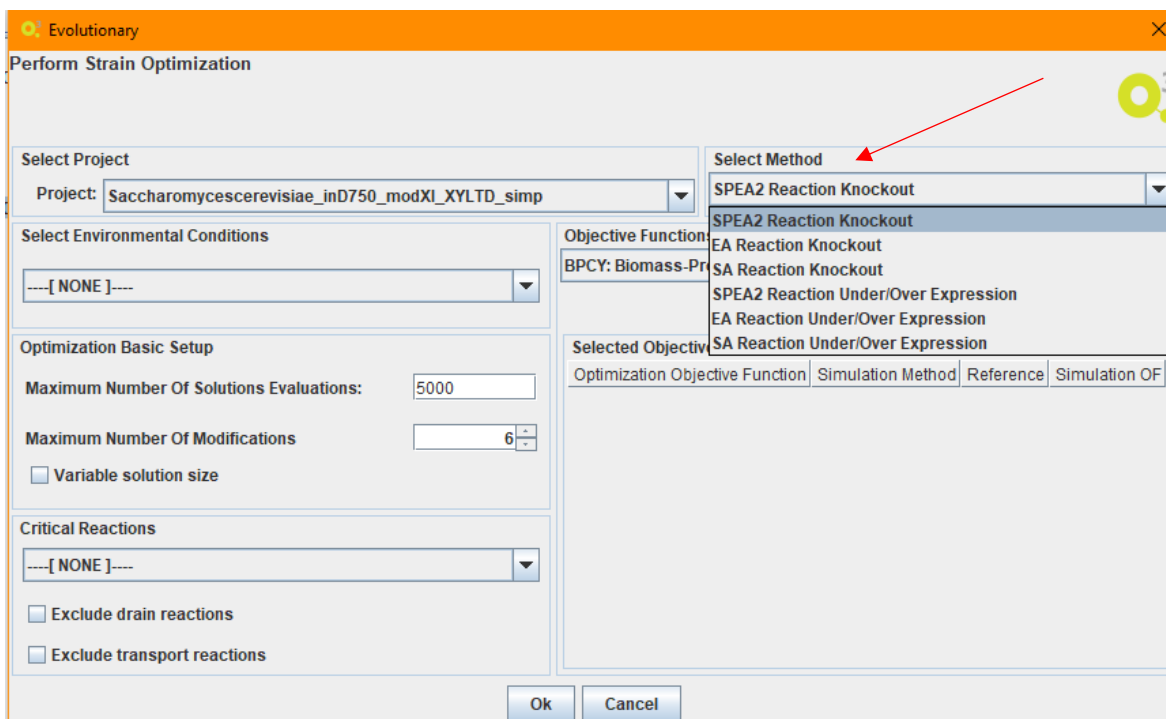 Evolutionary
Perform Strain Optimization
Select Project
Project: Saccharomycescerevisiae_inD750_modXI_XYLTD_simp
Select Method
SPEA2 Reaction Knockout
SPEA2 Reaction Knockout
EA Reaction Knockout
SA Reaction Knockout
SPEA2 Reaction Under/Over Expression
EA Reaction Under/Over Expression
SA Reaction Under/Over Expression
Select Environmental Conditions
----[ NONE ]----
Objective Function
BPCY: Biomass-Pr
Optimization Basic Setup
Maximum Number Of Solutions Evaluations: 5000
Maximum Number Of Modifications 6
Variable solution size
Selected Objectiv
Optimization Objective Function Simulation Method Reference Simulation OF
Critical Reactions
----[ NONE ]----
Exclude drain reactions
Exclude transport reactions
Ok Cancel